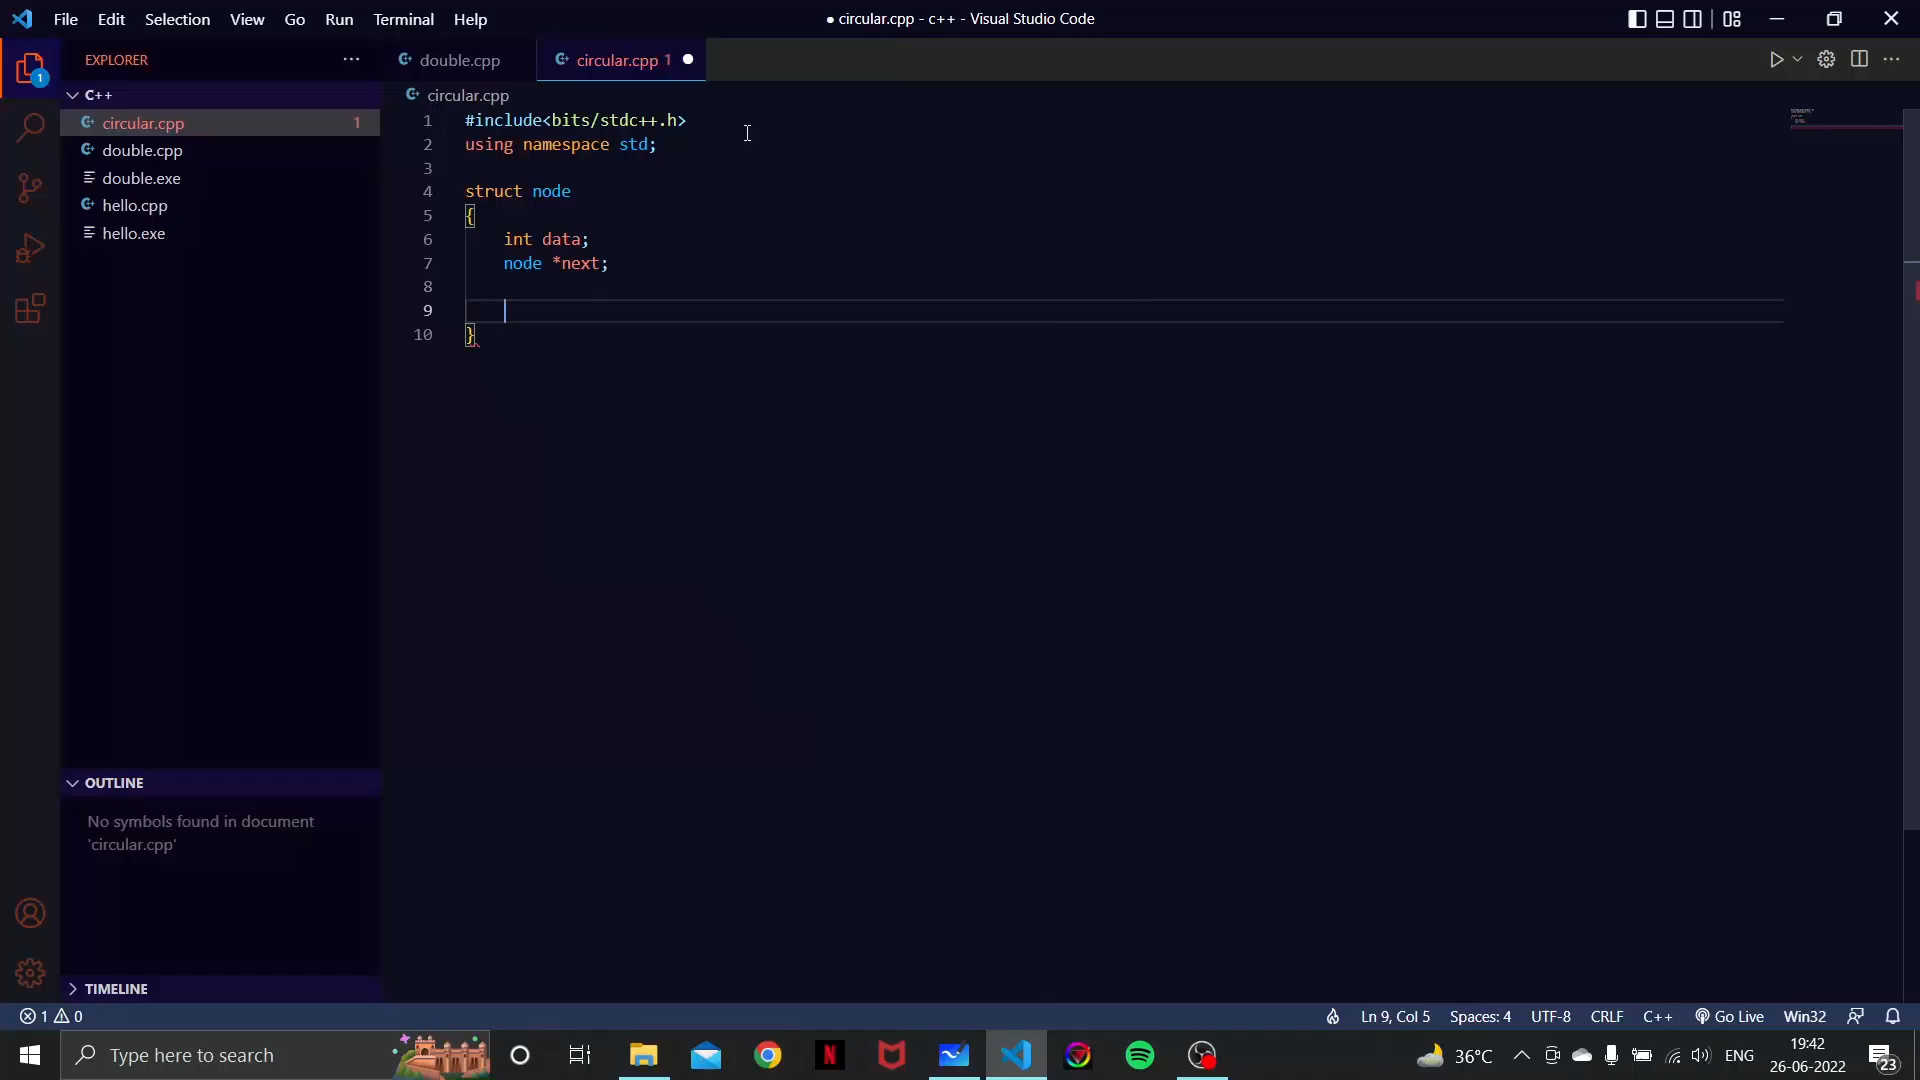 File Edit Selection View Go Run Terminal Help
● circular.cpp - c++ - Visual Studio Code
1
EXPLORER
C++
circular.cpp 1
double.cpp
double.exe
hello.cpp
hello.exe
double.cpp
circular.cpp 1
circular.cpp
1 #include<bits/stdc++.h>
2 using namespace std;
3
4 struct node
5 {
6 int data;
7 node *next;
8
9
10 }
OUTLINE
No symbols found in document
'circular.cpp'
TIMELINE
1 0
Ln 9, Col 5 Spaces: 4 UTF-8 CRLF C++ Go Live Win32
Type here to search
N
36°C
ENG
19:42
26-06-2022
23